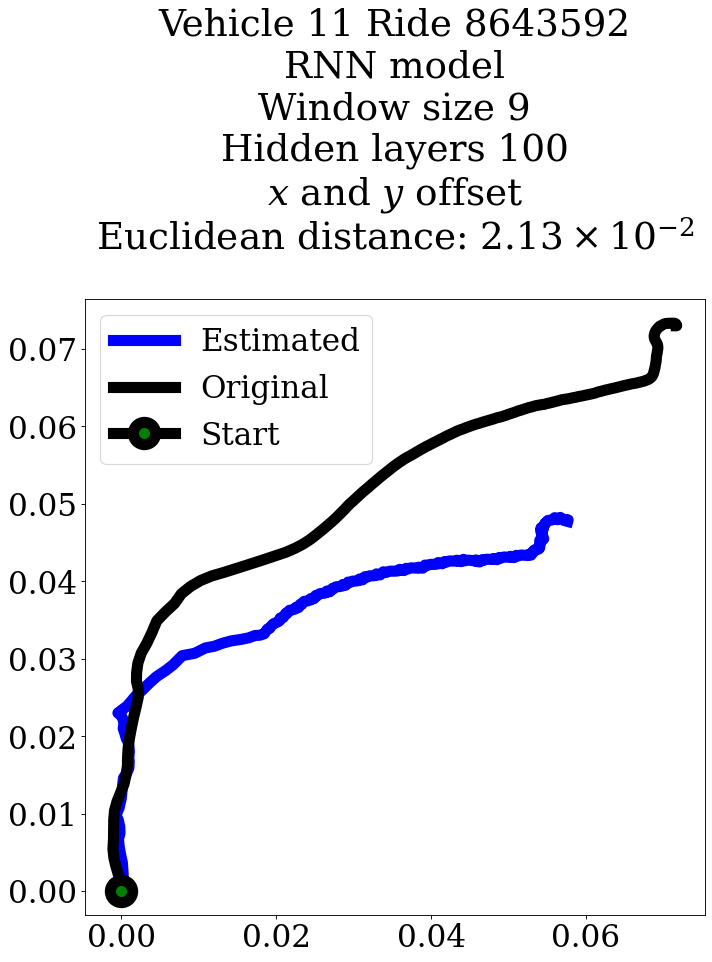 Vehicle 11 Ride 8643592
RNN model
Window size 9
Hidden layers 100
x and y offset
Euclidean distance: 2.13 × 10⁻²
Estimated
Original
Start
0.07
0.06
0.05
0.04
0.03
0.02
0.01
0.00
0.00 0.02 0.04 0.06